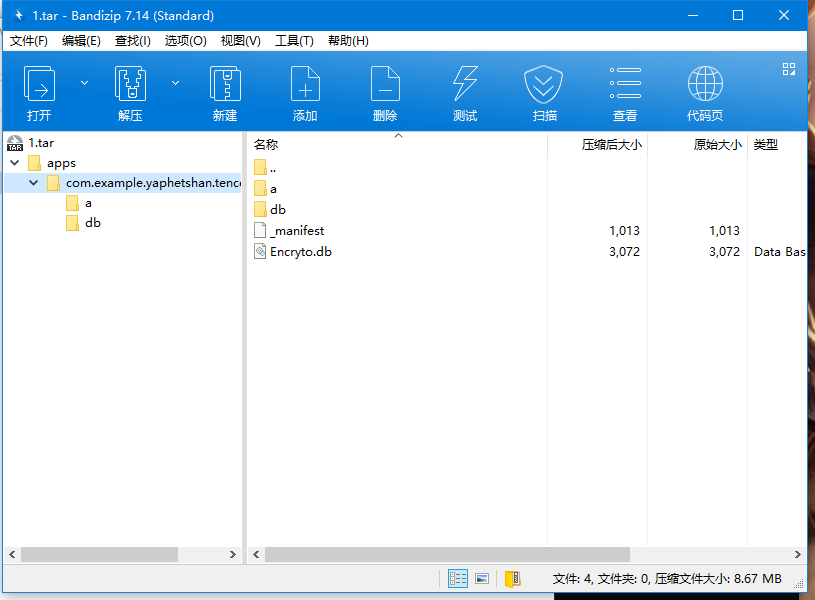 1.tar - Bandizip 7.14 (Standard)
文件(F) 编辑(E) 查找(I) 选项(O) 视图(V) 工具(T) 帮助(H)
打开 解压 新建 添加 删除 测试 扫描 查看 代码页
1.tar
apps
com.example.yaphetshan.tenc
a
db
名称 压缩后大小 原始大小 类型
..
a
db
_manifest 1,013 1,013
Encryto.db 3,072 3,072 Data Bas
文件: 4, 文件夹: 0, 压缩文件大小: 8.67 MB